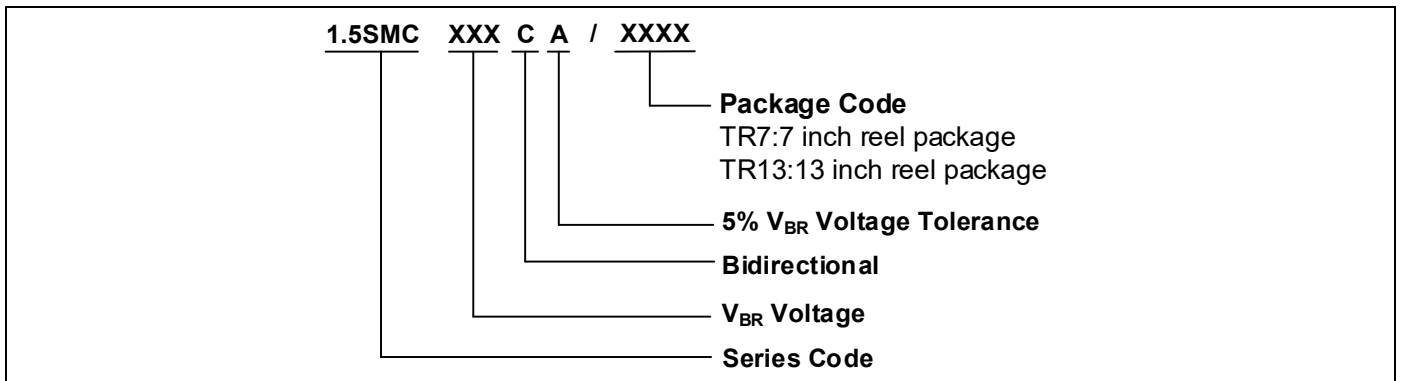 1.5SMC XXX C A / XXXX
Package Code
TR7:7 inch reel package
TR13:13 inch reel package
5% VBR Voltage Tolerance
Bidirectional
VBR Voltage
Series Code